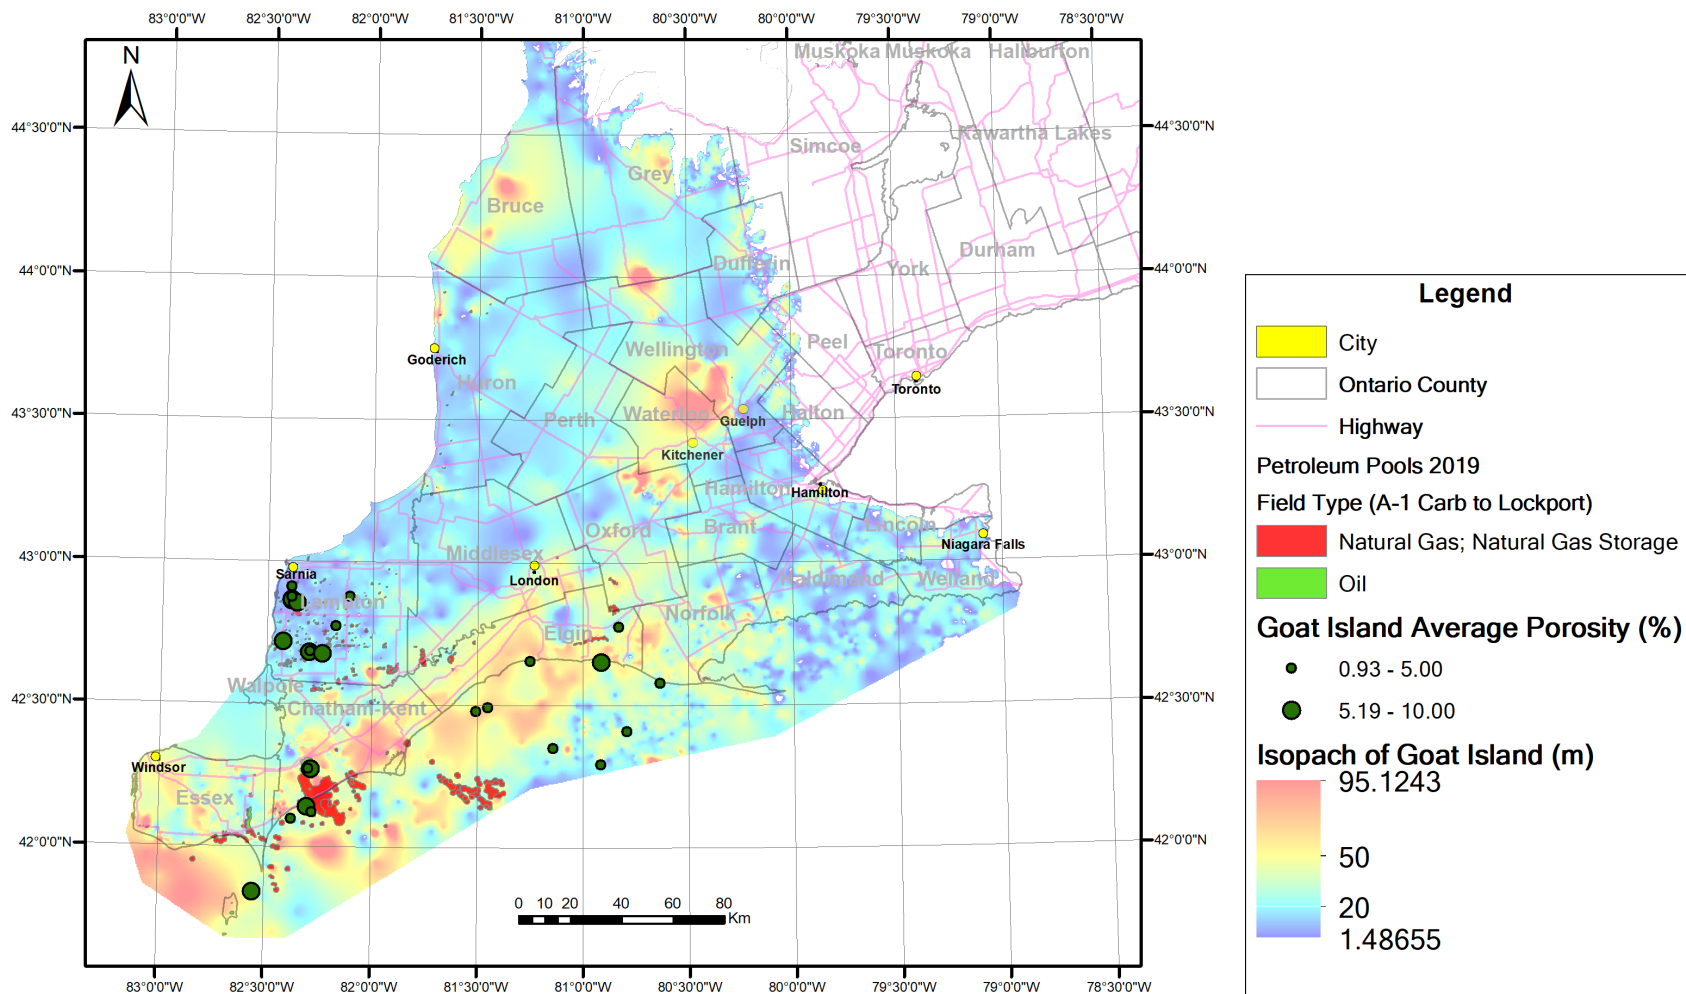 83°0'0"W 82°30'0"W 82°0'0"W 81°30'0"W 81°0'0"W 80°30'0"W 80°0'0"W 79°30'0"W 79°0'0"W 78°30'0"W
N
Muskoka Muskoka Haliburton
44°30'0"N
44°30'0"N
Kawartha Lakes
Simcoe
Grey
Bruce
Durham
Dufferin
York
44°0'0"N
44°0'0"N
Peel
Wellington
Toronto
Goderich
Huron
Toronto
43°30'0"N
43°30'0"N
Waterloo
Halton
Perth
Guelph
Kitchener
Hamilton
Hamilton
Lincoln
Brant
Oxford
Niagara Falls
43°0'0"N
43°0'0"N
Middlesex
Sarnia
London
Haldimand
Welland
Lambton
Norfolk
Elgin
Walpole
42°30'0"N
42°30'0"N
Chatham-Kent
Windsor
Essex
42°0'0"N
42°0'0"N
0 10 20 40 60 80
Km
83°0'0"W 82°30'0"W 82°0'0"W 81°30'0"W 81°0'0"W 80°30'0"W 80°0'0"W 79°30'0"W 79°0'0"W 78°30'0"W
Legend
City
Ontario County
Highway
Petroleum Pools 2019
Field Type (A-1 Carb to Lockport)
Natural Gas; Natural Gas Storage
Oil
Goat Island Average Porosity (%)
0.93 - 5.00
5.19 - 10.00
Isopach of Goat Island (m)
95.1243
50
20
1.48655